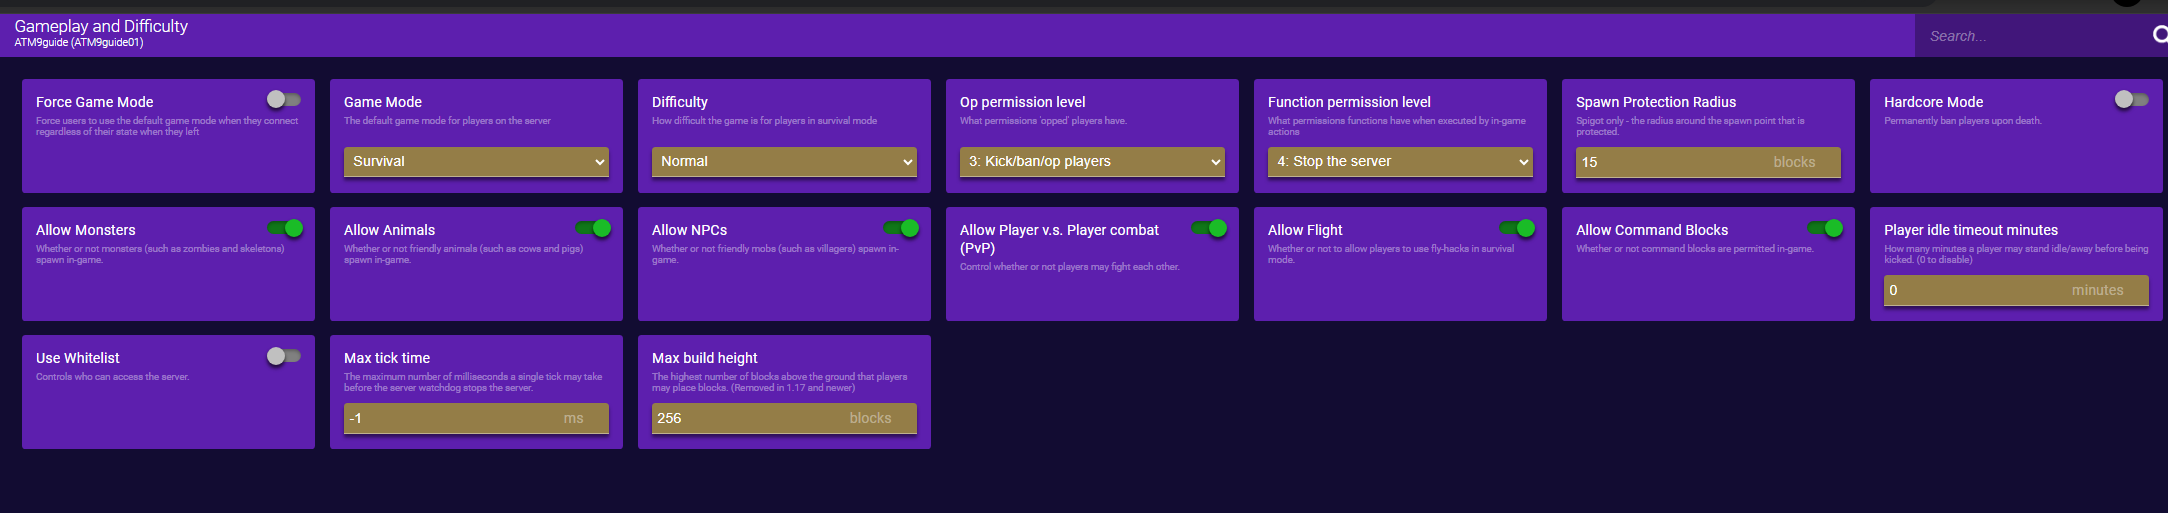 Gameplay and Difficulty
ATM9guide (ATM9guide01)
Search...
Force Game Mode
Force users to use the default game mode when they connect
regardless of their state when they left
Game Mode
The default game mode for players on the server
Survival
Difficulty
How difficult the game is for players in survival mode
Normal
Op permission level
What permissions 'opped' players have.
3: Kick/ban/op players
Function permission level
What permissions functions have when executed by in-game
actions
4: Stop the server
Spawn Protection Radius
Spigot only - the radius around the spawn point that is
protected.
15 blocks
Hardcore Mode
Permanently ban players upon death.
Allow Monsters
Whether or not monsters (such as zombies and skeletons)
spawn in-game.
Allow Animals
Whether or not friendly animals (such as cows and pigs)
spawn in-game.
Allow NPCs
Whether or not friendly mobs (such as villagers) spawn in-
game.
Allow Player v.s. Player combat
(PvP)
Control whether or not players may fight each other.
Allow Flight
Whether or not to allow players to use fly-hacks in survival
mode.
Allow Command Blocks
Whether or not command blocks are permitted in-game.
Player idle timeout minutes
How many minutes a player may stand idle/away before being
kicked. (0 to disable)
0 minutes
Use Whitelist
Controls who can access the server.
Max tick time
The maximum number of milliseconds a single tick may take
before the server watchdog stops the server.
-1 ms
Max build height
The highest number of blocks above the ground that players
may place blocks. (Removed in 1.17 and newer)
256 blocks